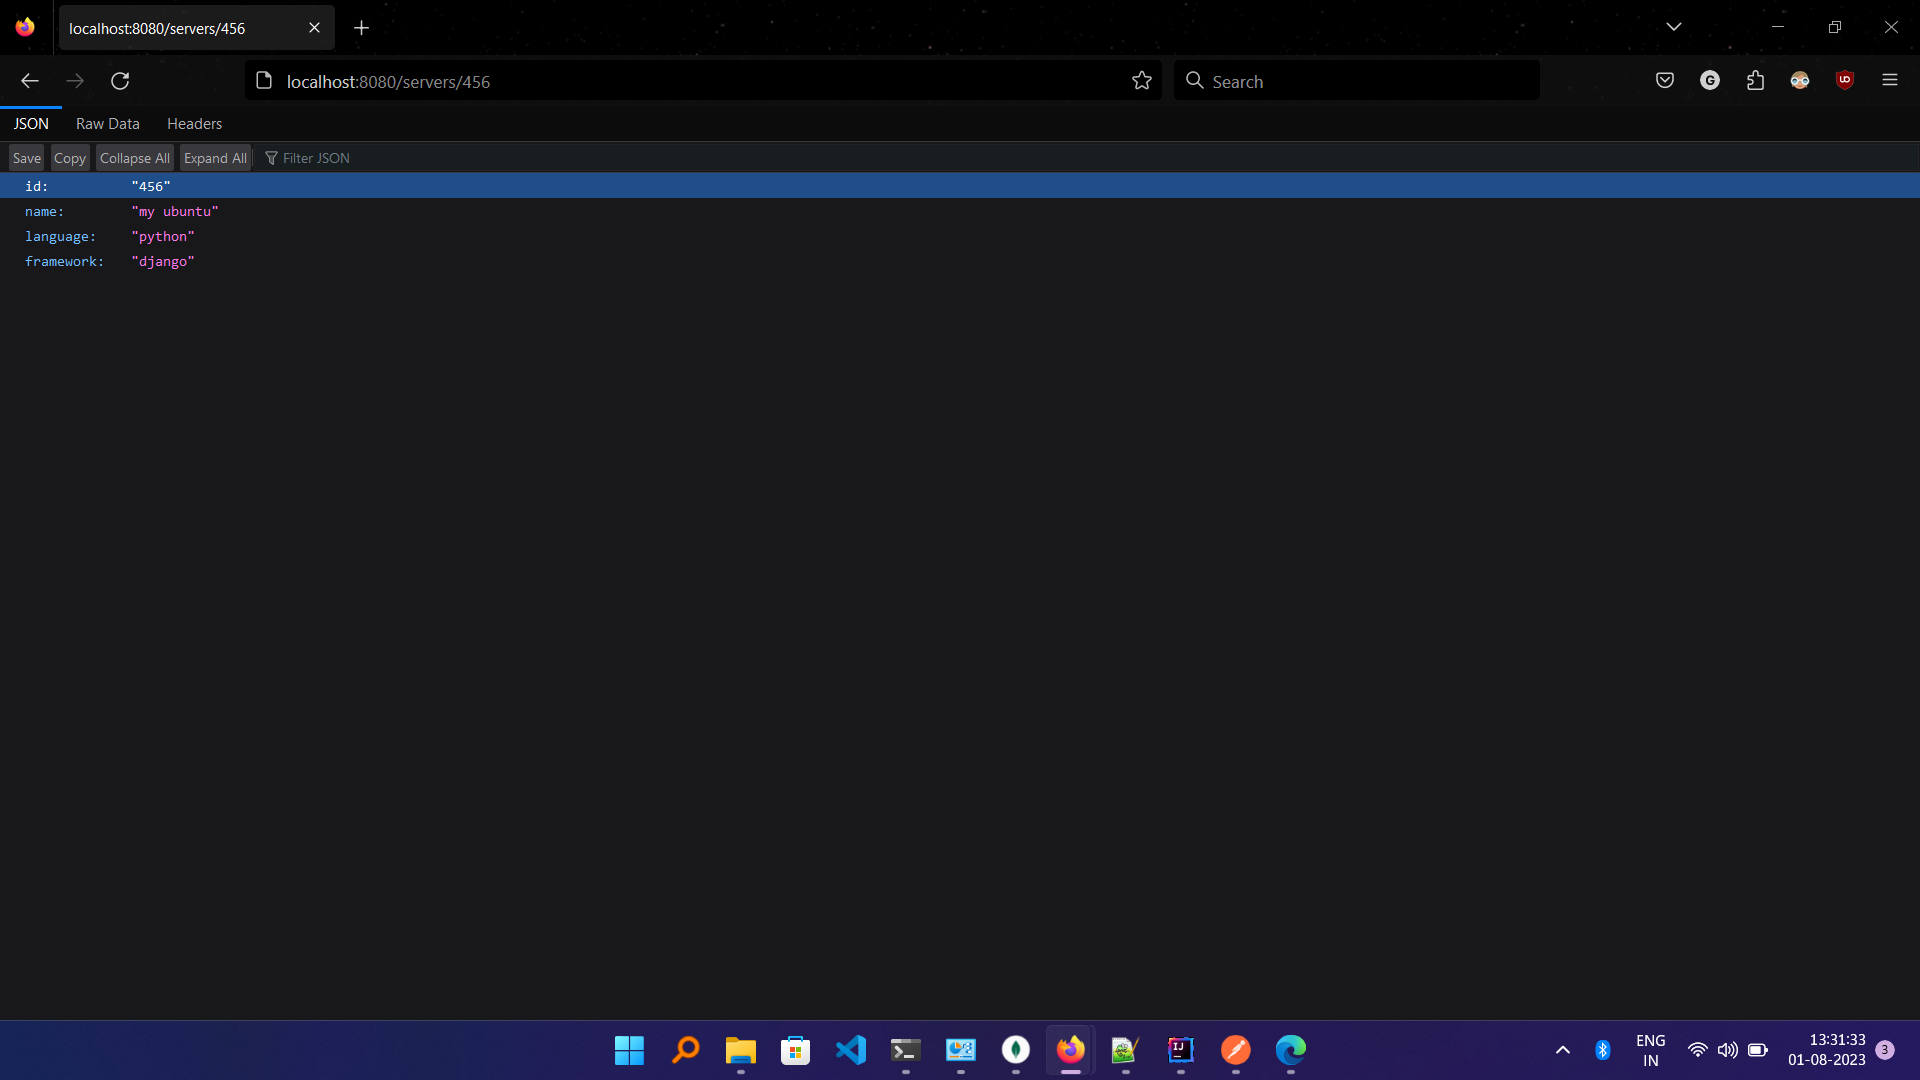 localhost:8080/servers/456
localhost:8080/servers/456
Search
G
UO
JSON Raw Data Headers
Save Copy Collapse All Expand All Filter JSON
id: "456"
name: "my ubuntu"
language: "python"
framework: "django"
IJ
ENG
IN
13:31:33
01-08-2023
3